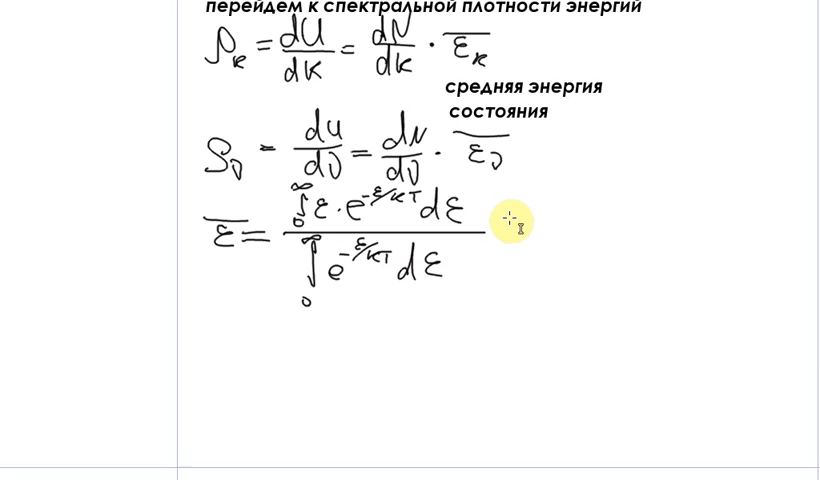 перейдем к спектральной плотности энергий
ρ_k = dU/dk = dN/dk · ε̅_k
средняя энергия
состояния
ρ_ν = du/dν = dN/dν · ε̅_ν
ε̅ = ∫₀^∞ ε · e^(-ε/kT) dε / ∫₀^∞ e^(-ε/kT) dε